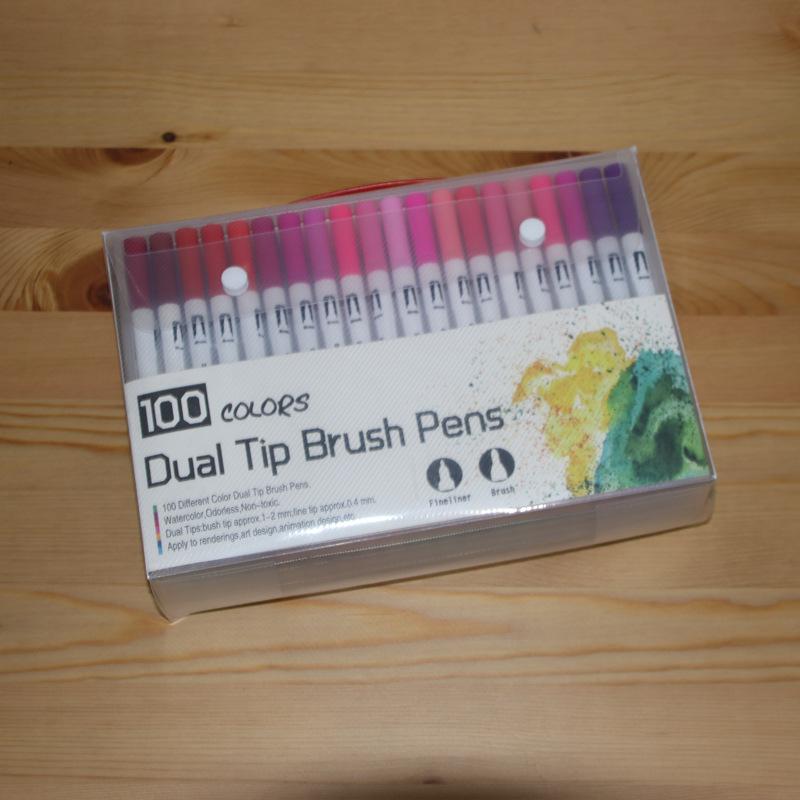 100 COLORS
Dual Tip Brush Pens
100 Different Color Dual Tip Brush Pens.
Watercolor,Odorless,Non-toxic.
Dual Tips:bush tip approx.1-2 mm;fine tip approx.0.4 mm.
Apply to renderings,art design,animation design,etc
Fineliner Brush